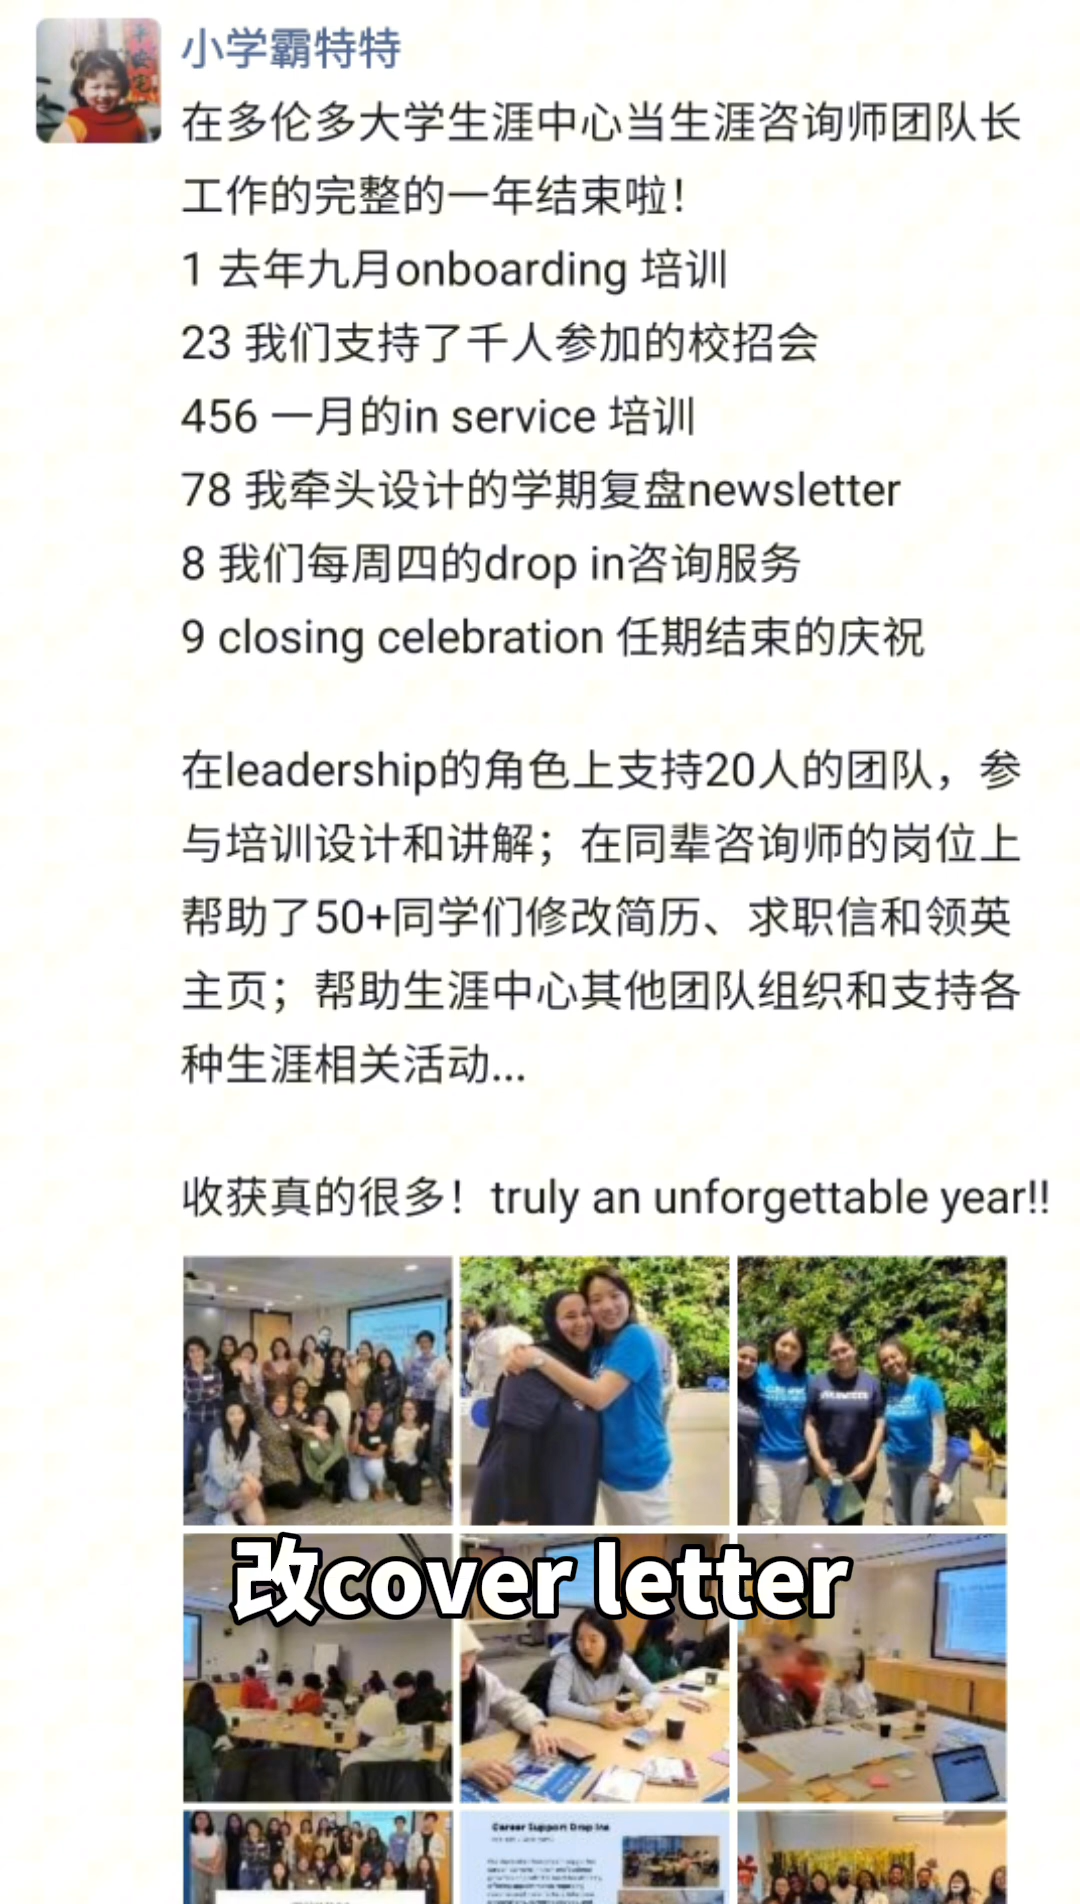 小学霸特特
在多伦多大学生涯中心当生涯咨询师团队长
工作的完整的一年结束啦！
1 去年九月onboarding 培训
23 我们支持了千人参加的校招会
456 一月的in service 培训
78 我牵头设计的学期复盘newsletter
8 我们每周四的drop in咨询服务
9 closing celebration 任期结束的庆祝
在leadership的角色上支持20人的团队，参
与培训设计和讲解；在同辈咨询师的岗位上
帮助了50+同学们修改简历、求职信和领英
主页；帮助生涯中心其他团队组织和支持各
种生涯相关活动...
收获真的很多！truly an unforgettable year!!
改cover letter
Career Support Drop Ins